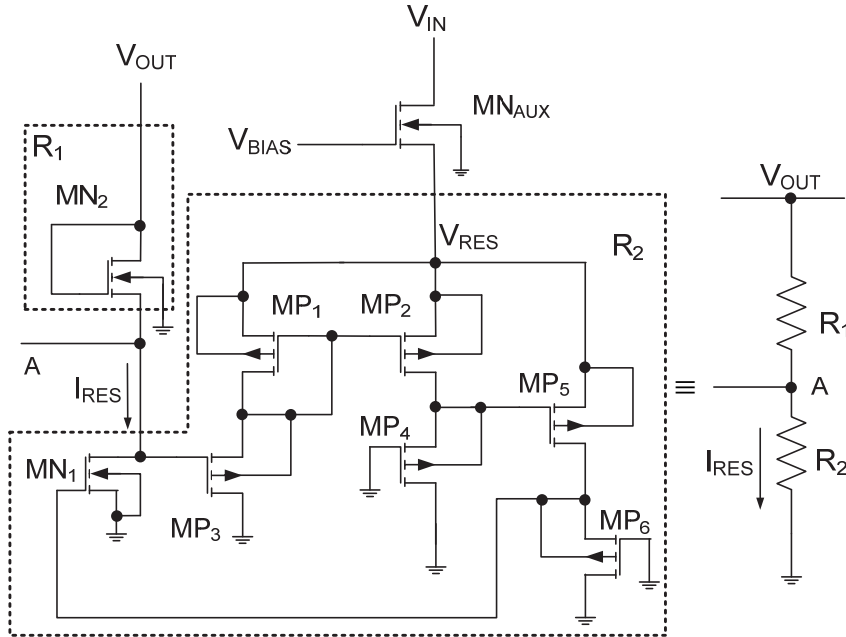 V_IN
V_OUT
MN_AUX
V_BIAS
R_1
MN_2
V_OUT
V_RES
R_2
MP_1
MP_2
R_1
A
I_RES
MP_5
≡
A
MP_4
MN_1
I_RES
R_2
MP_3
MP_6